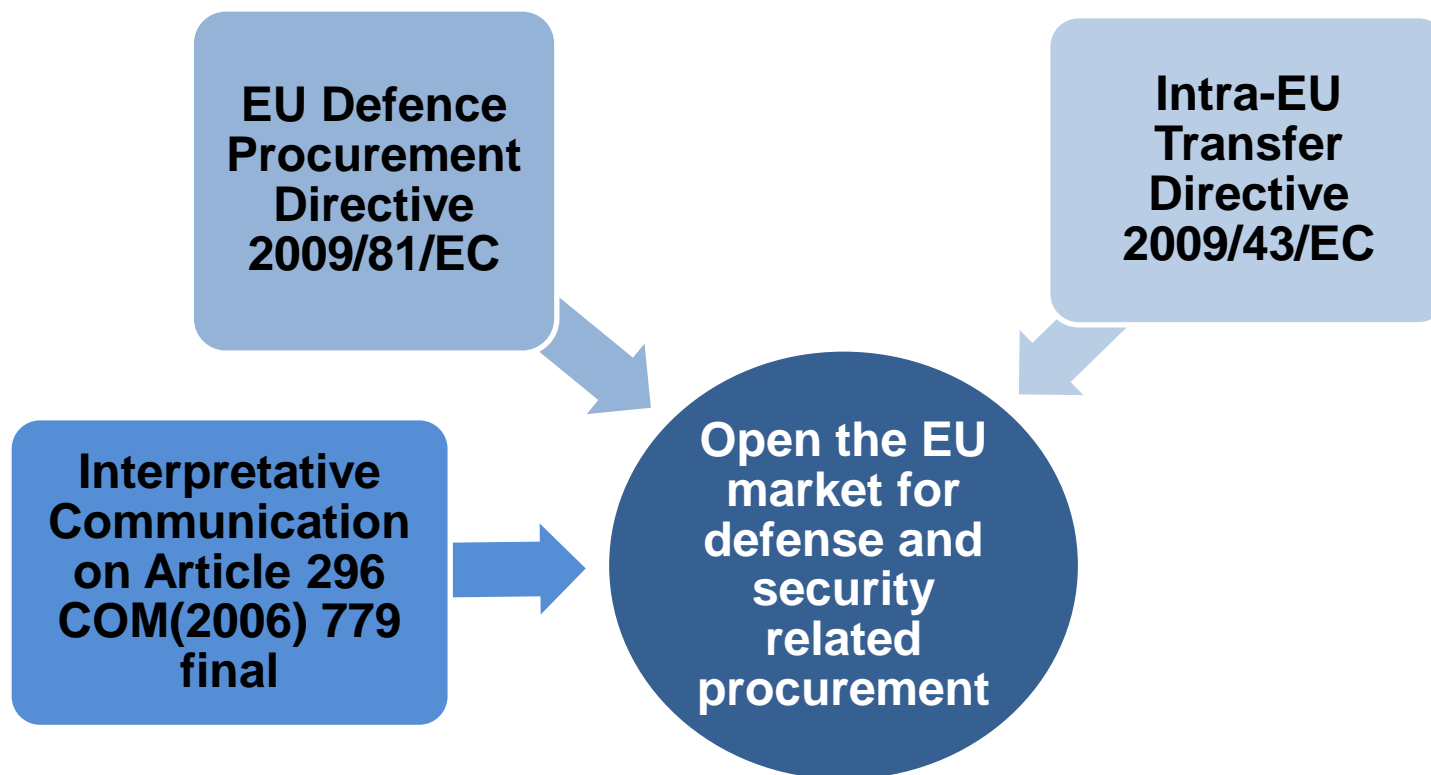 EU Defence
Procurement
Directive
2009/81/EC
Intra-EU
Transfer
Directive
2009/43/EC
Interpretative
Communication
on Article 296
COM(2006) 779
final
Open the EU
market for
defense and
security
related
procurement